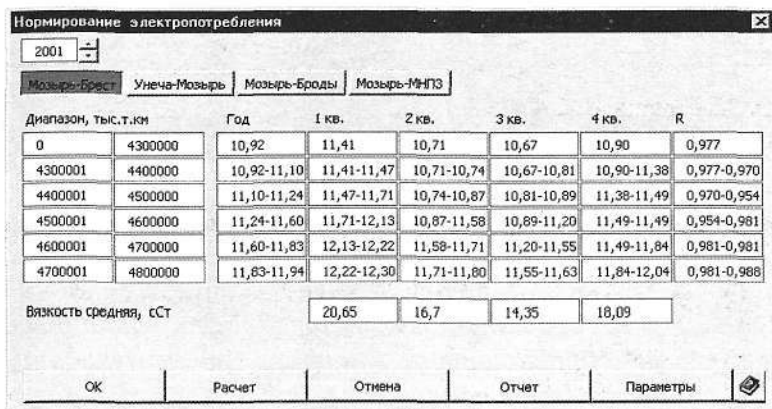 Нормирование электропотребления
2001
Мозырь-Брест Унеча-Мозырь Мозырь-Броды Мозырь-МНПЗ
Диапазон, тыс.т.км Год 1 кв. 2 кв. 3 кв. 4 кв. R
0 4300000 10,92 11,41 10,71 10,67 10,90 0,977
4300001 4400000 10,92-11,10 11,41-11,47 10,71-10,74 10,67-10,81 10,90-11,38 0,977-0,970
4400001 4500000 11,10-11,24 11,47-11,71 10,74-10,87 10,81-10,89 11,38-11,49 0,970-0,954
4500001 4600000 11,24-11,60 11,71-12,13 10,87-11,58 10,89-11,20 11,49-11,49 0,954-0,981
4600001 4700000 11,60-11,83 12,13-12,22 11,58-11,71 11,20-11,55 11,49-11,84 0,981-0,981
4700001 4800000 11,83-11,94 12,22-12,30 11,71-11,80 11,55-11,63 11,84-12,04 0,981-0,988
Вязкость средняя, сСт 20,65 16,7 14,35 18,09
ОК Расчет Отмена Отчет Параметры